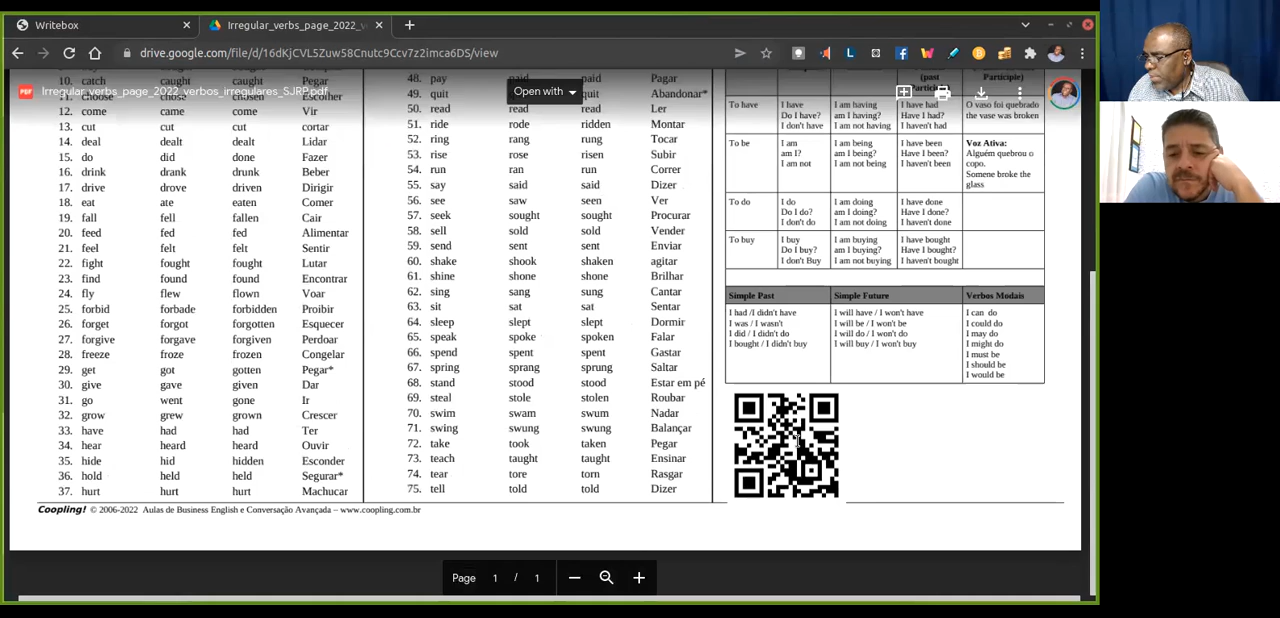 Writebox
Irregular_verbs_page_2022_v
drive.google.com/file/d/16dKjCVL5Zuw58Cnutc9Ccv7z2imca6DS/view
Irregular_verbs_page_2022_verbos_irregulares_SJRP.pdf
Open with
10. catch caught caught Pegar
11. choose chose chosen Escolher
12. come came come Vir
13. cut cut cut cortar
14. deal dealt dealt Lidar
15. do did done Fazer
16. drink drank drunk Beber
17. drive drove driven Dirigir
18. eat ate eaten Comer
19. fall fell fallen Cair
20. feed fed fed Alimentar
21. feel felt felt Sentir
22. fight fought fought Lutar
23. find found found Encontrar
24. fly flew flown Voar
25. forbid forbade forbidden Proibir
26. forget forgot forgotten Esquecer
27. forgive forgave forgiven Perdoar
28. freeze froze frozen Congelar
29. get got gotten Pegar*
30. give gave given Dar
31. go went gone Ir
32. grow grew grown Crescer
33. have had had Ter
34. hear heard heard Ouvir
35. hide hid hidden Esconder
36. hold held held Segurar*
37. hurt hurt hurt Machucar
48. pay paid paid Pagar
49. quit quit Abandonar*
50. read read read Ler
51. ride rode ridden Montar
52. ring rang rung Tocar
53. rise rose risen Subir
54. run ran run Correr
55. say said said Dizer
56. see saw seen Ver
57. seek sought sought Procurar
58. sell sold sold Vender
59. send sent sent Enviar
60. shake shook shaken agitar
61. shine shone shone Brilhar
62. sing sang sung Cantar
63. sit sat sat Sentar
64. sleep slept slept Dormir
65. speak spoke spoken Falar
66. spend spent spent Gastar
67. spring sprang sprung Saltar
68. stand stood stood Estar em pé
69. steal stole stolen Roubar
70. swim swam swum Nadar
71. swing swung swung Balançar
72. take took taken Pegar
73. teach taught taught Ensinar
74. tear tore torn Rasgar
75. tell told told Dizer
(past Participle)
To have I have I am having I have had O vaso foi quebrado
Do I have? am I having? Have I had? the vase was broken
I don't have I am not having I haven't had
To be I am I am being I have been Voz Ativa:
am I? am I being? Have I been? Alguém quebrou o
I am not I am not being I haven't been copo.
Somene broke the
glass
To do I do I am doing I have done
Do I do? am I doing? Have I done?
I don't do I am not doing I haven't done
To buy I buy I am buying I have bought
Do I buy? am I buying? Have I bought?
I don't Buy I am not buying I haven't bought
Simple Past Simple Future Verbos Modais
I had /I didn't have I will have / I won't have I can do
I was / I wasn't I will be / I won't be I could do
I did / I didn't do I will do / I won't do I may do
I bought / I didn't buy I will buy / I won't buy I might do
I must be
I should be
I would be
Coopling! © 2006-2022 Aulas de Business English e Conversação Avançada – www.coopling.com.br
Page 1 / 1